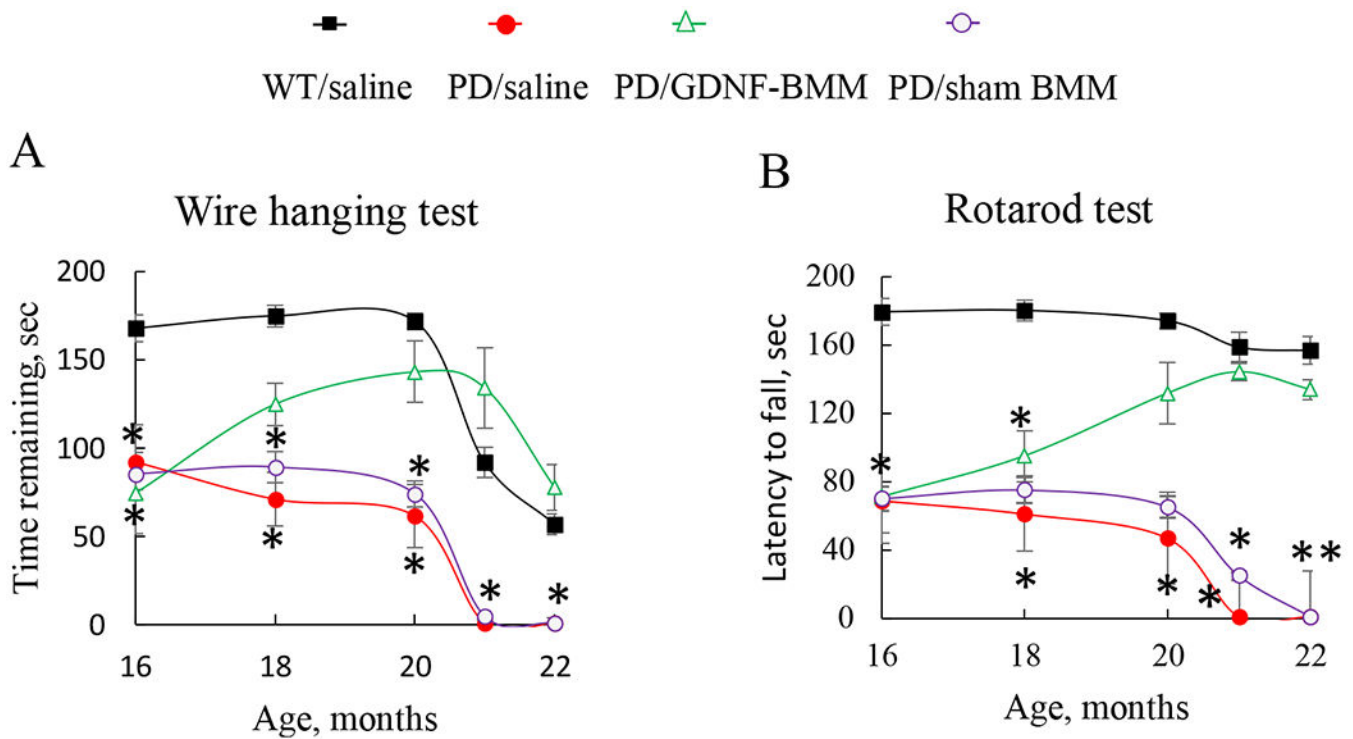 WT/saline PD/saline PD/GDNF-BMM PD/sham BMM
A
Wire hanging test
Time remaining, sec
200
150
100
50
0
* * * * * * * *
16 18 20 22
Age, months
B
Rotarod test
Latency to fall, sec
200
160
120
80
40
0
* * * * * * * *
16 18 20 22
Age, months